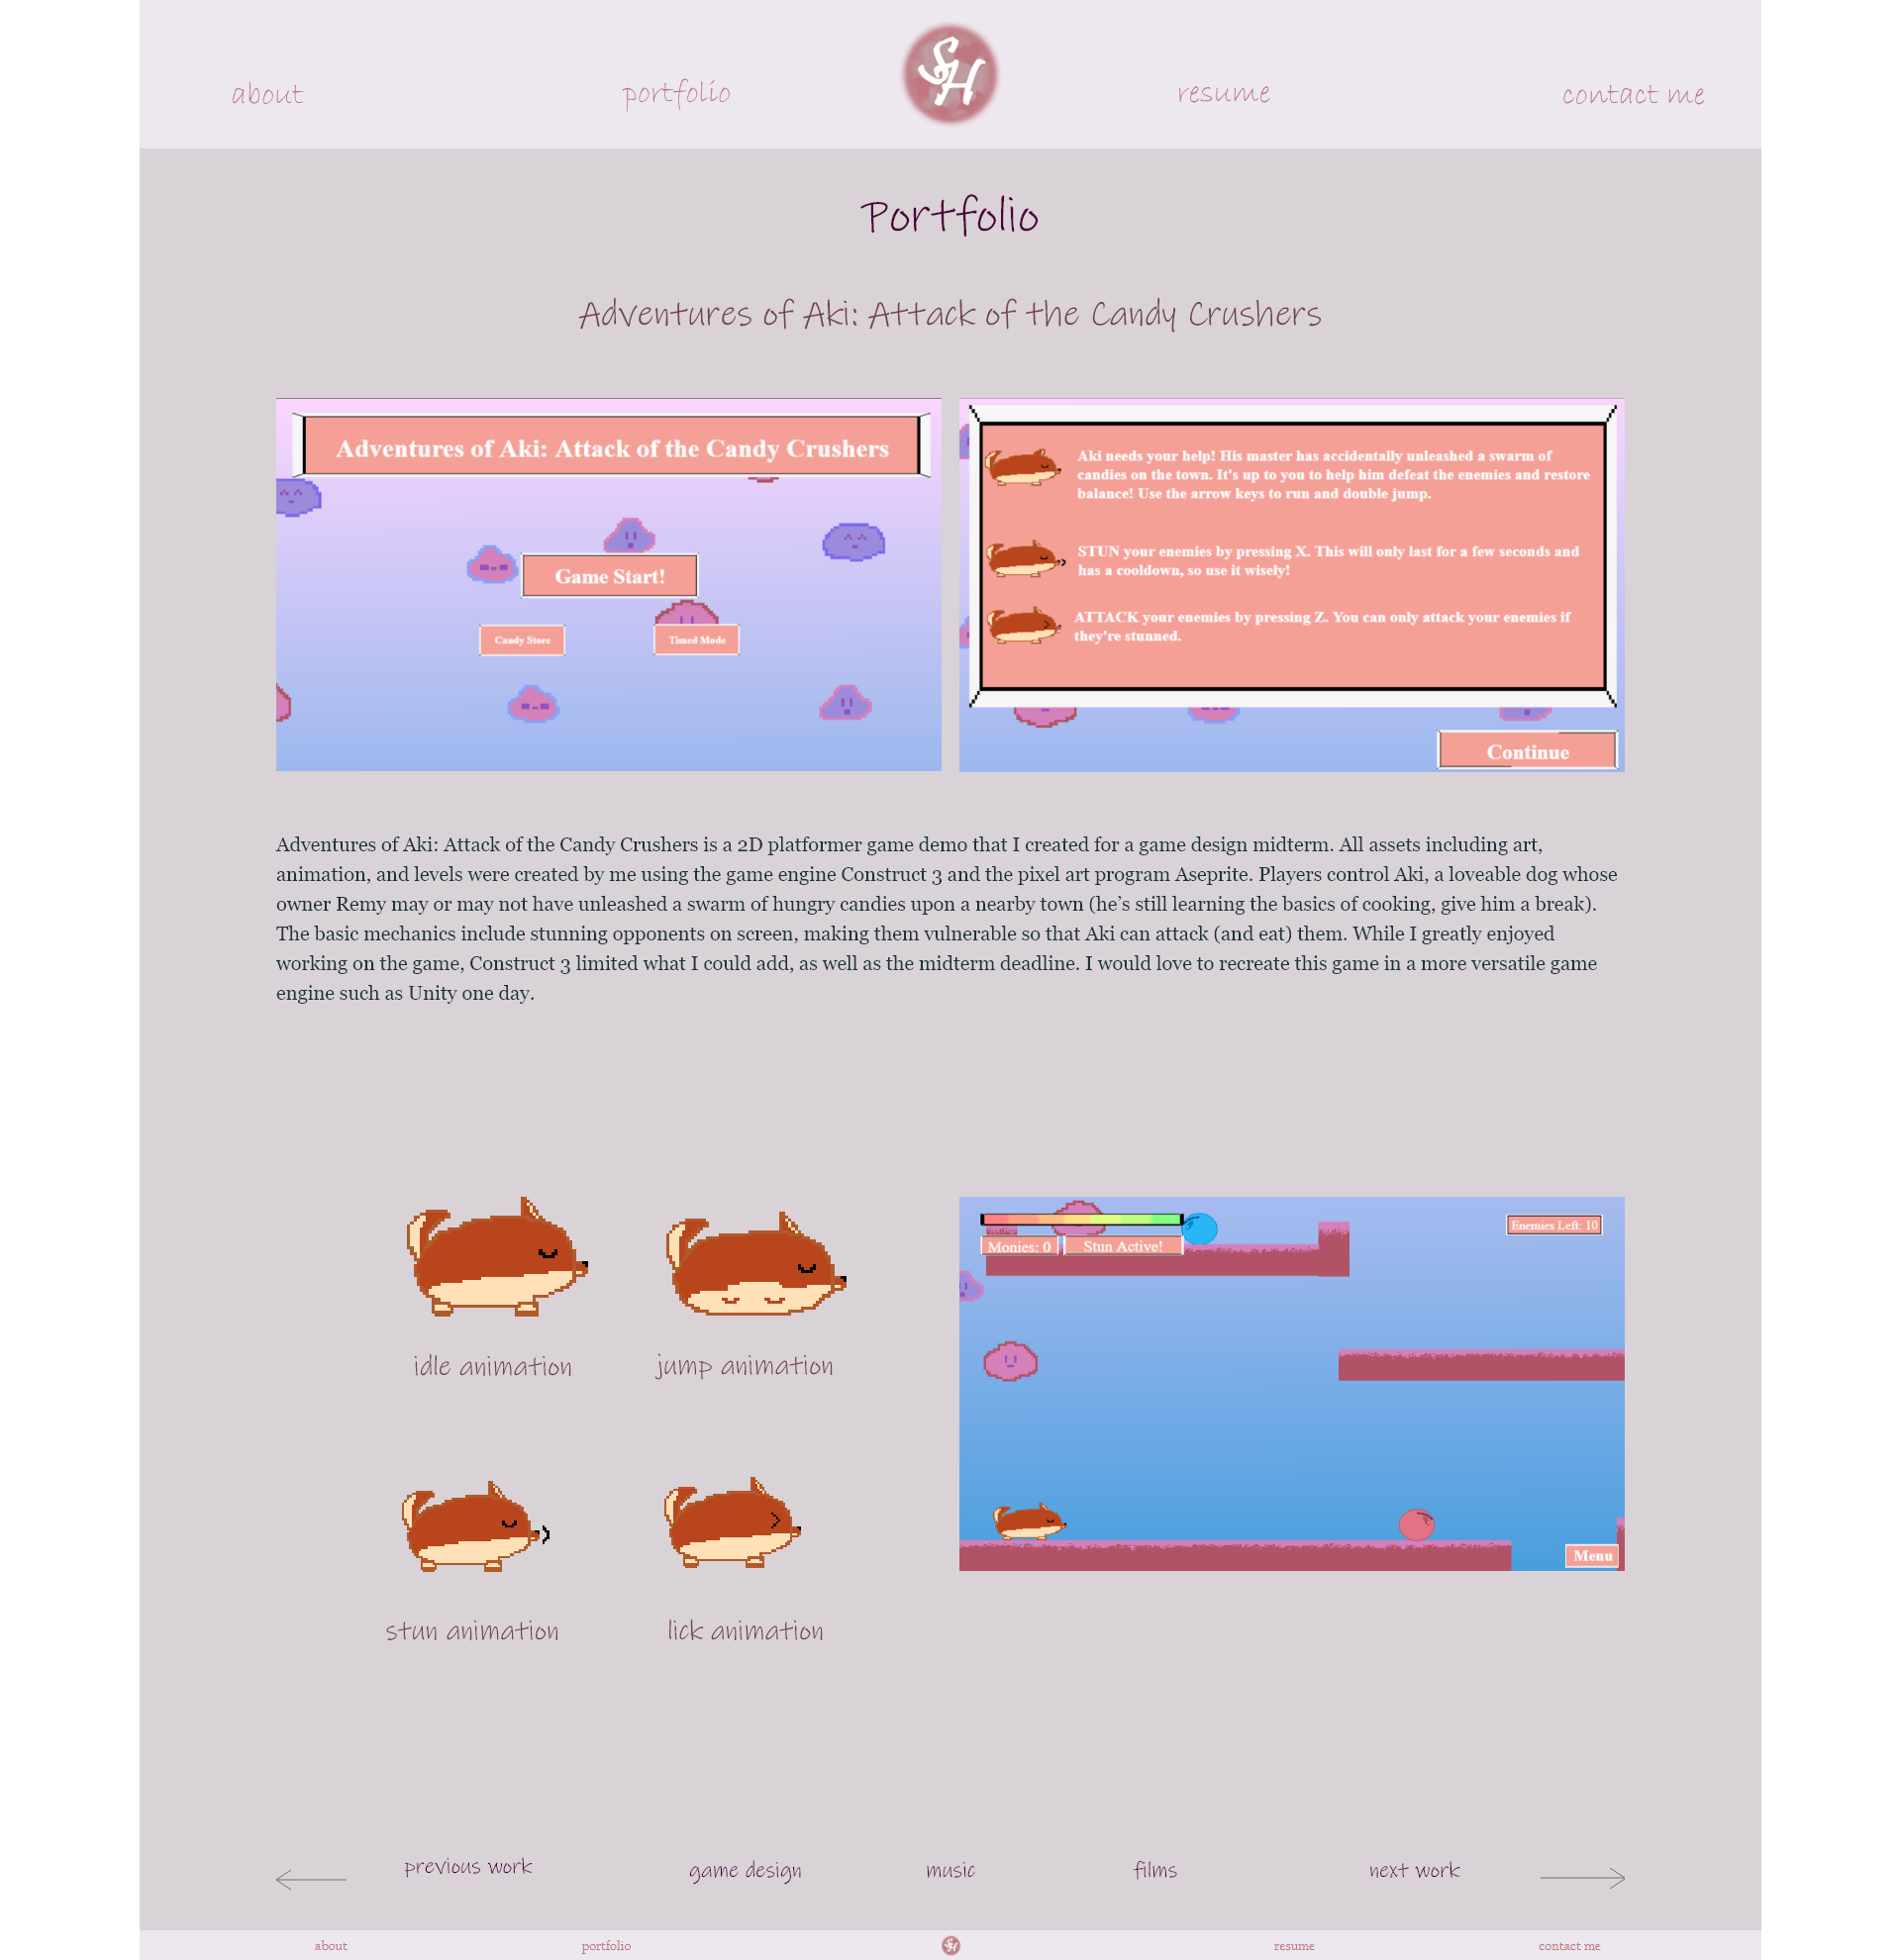 about
portfolio
SH
resume
contact me
Portfolio
Adventures of Aki: Attack of the Candy Crushers
Adventures of Aki: Attack of the Candy Crushers
Game Start!
Candy Store
Timed Mode
Aki needs your help! His master has accidentally unleashed a swarm of
candies on the town. It's up to you to help him defeat the enemies and restore
balance! Use the arrow keys to run and double jump.
STUN your enemies by pressing X. This will only last for a few seconds and
has a cooldown, so use it wisely!
ATTACK your enemies by pressing Z. You can only attack your enemies if
they're stunned.
Continue
Adventures of Aki: Attack of the Candy Crushers is a 2D platformer game demo that I created for a game design midterm. All assets including art,
animation, and levels were created by me using the game engine Construct 3 and the pixel art program Aseprite. Players control Aki, a loveable dog whose
owner Remy may or may not have unleashed a swarm of hungry candies upon a nearby town (he’s still learning the basics of cooking, give him a break).
The basic mechanics include stunning opponents on screen, making them vulnerable so that Aki can attack (and eat) them. While I greatly enjoyed
working on the game, Construct 3 limited what I could add, as well as the midterm deadline. I would love to recreate this game in a more versatile game
engine such as Unity one day.
idle animation
jump animation
stun animation
lick animation
Monies: 0
Stun Active!
Enemies Left: 10
Menu
previous work
game design
music
films
next work
about
portfolio
SH
resume
contact me